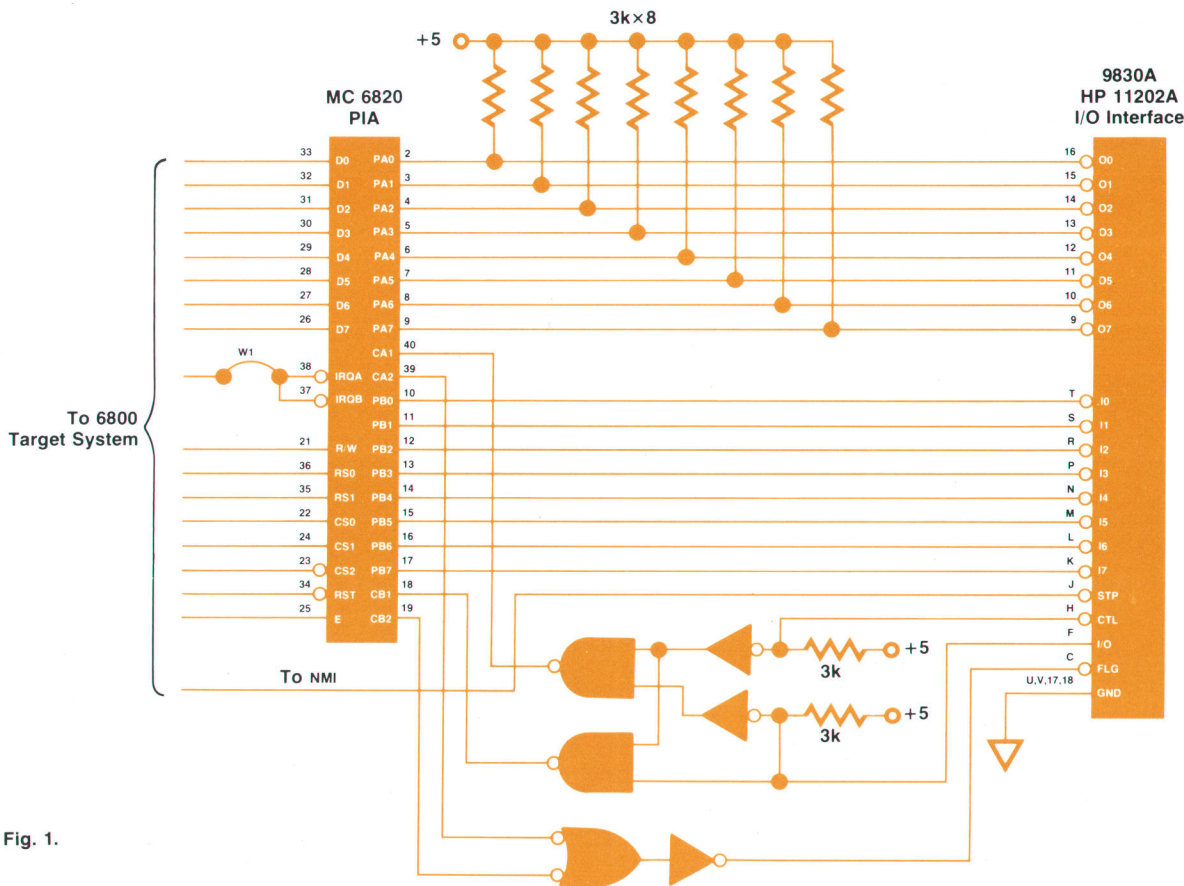 3k×8
+5
MC 6820
PIA
9830A
HP 11202A
I/O Interface
33 D0 PA0 2
32 D1 PA1 3
31 D2 PA2 4
30 D3 PA3 5
29 D4 PA4 6
28 D5 PA5 7
27 D6 PA6 8
26 D7 PA7 9
CA1 40
W1
38 IRQA CA2 39
37 IRQB PB0 10
PB1 11
21 R/W PB2 12
36 RS0 PB3 13
35 RS1 PB4 14
22 CS0 PB5 15
24 CS1 PB6 16
23 CS2 PB7 17
34 RST CB1 18
25 E CB2 19
To 6800
Target System
To NMI
16 O0
15 O1
14 O2
13 O3
12 O4
11 O5
10 O6
9 O7
T I0
S I1
R I2
P I3
N I4
M I5
L I6
K I7
J STP
H CTL
F I/O
C FLG
U,V,17,18 GND
+5
3k
+5
3k
Fig. 1.